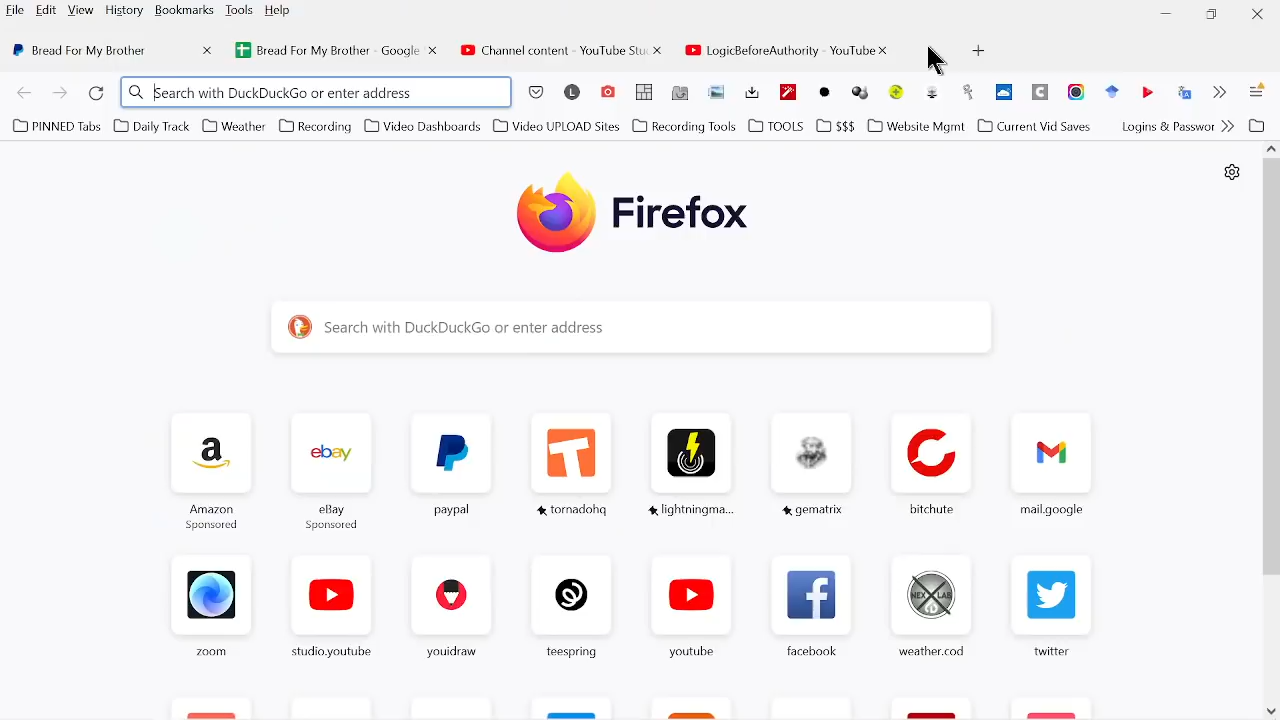 File Edit View History Bookmarks Tools Help
Bread For My Brother
Bread For My Brother - Google
Channel content - YouTube Stu
LogicBeforeAuthority - YouTube
Search with DuckDuckGo or enter address
PINNED Tabs Daily Track Weather Recording Video Dashboards Video UPLOAD Sites Recording Tools TOOLS $$$ Website Mgmt Current Vid Saves Logins & Passwor
Firefox
Search with DuckDuckGo or enter address
a ebay
Amazon eBay paypal tornadohq lightningma... gematrix bitchute mail.google
Sponsored Sponsored
NEX LAB
zoom studio.youtube youidraw teespring youtube facebook weather.cod twitter